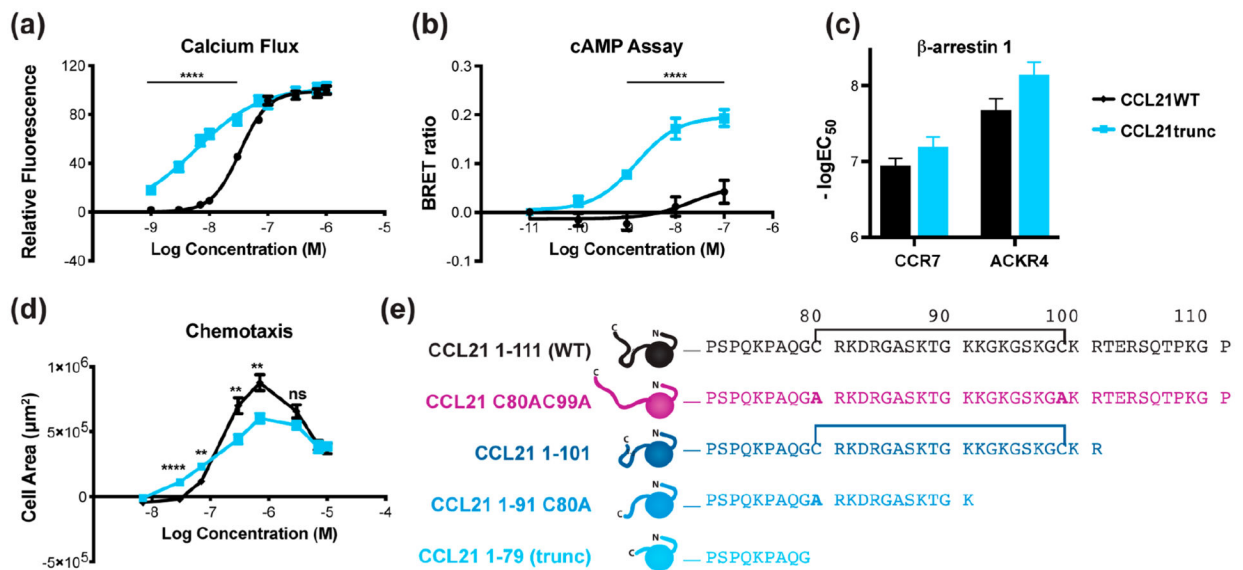 (a)
Calcium Flux
****
Relative Fluorescence
120
80
40
0
-40
-9
-8
-7
-6
-5
Log Concentration (M)
(b)
cAMP Assay
****
BRET ratio
0.3
0.2
0.1
0.0
-0.1
-11
-10
-9
-8
-7
-6
Log Concentration (M)
(c)
β-arrestin 1
-logEC50
8
7
6
CCR7
ACKR4
CCL21WT
CCL21trunc
(d)
Chemotaxis
Cell Area (µm²)
1×10⁶
5×10⁵
0
-5×10⁵
****
**
**
**
ns
-9
-8
-7
-6
-5
-4
Log Concentration (M)
(e)
80 90 100 110
CCL21 1-111 (WT) C N PSPQKPAQGC RKDRGASKTG KKGKGSKGCK RTERSQTPKG P
CCL21 C80AC99A C N PSPQKPAQGA RKDRGASKTG KKGKGSKGAK RTERSQTPKG P
CCL21 1-101 C N PSPQKPAQGC RKDRGASKTG KKGKGSKGCK R
CCL21 1-91 C80A C N PSPQKPAQGA RKDRGASKTG K
CCL21 1-79 (trunc) C N PSPQKPAQG